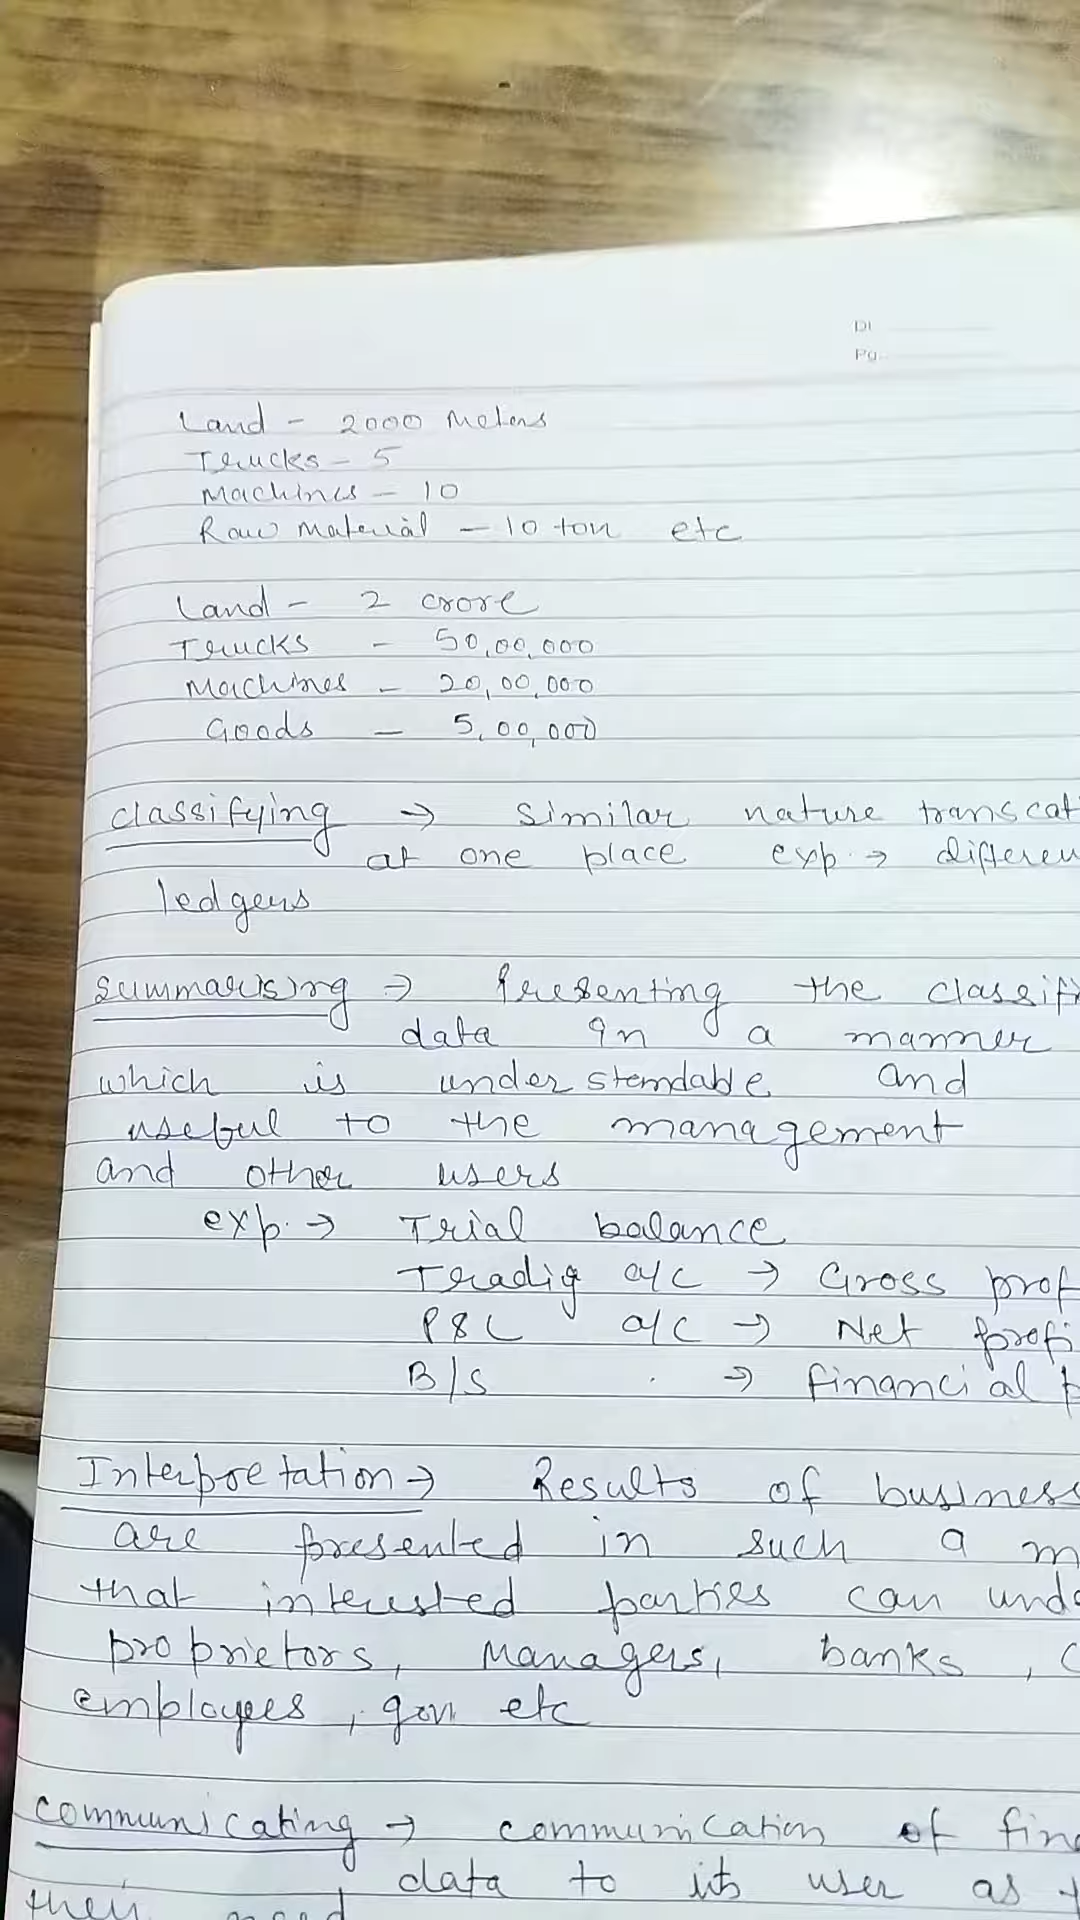 Dt
Pg.
Land - 2000 Meters
Trucks - 5
Machines - 10
Raw Material - 10 ton etc
Land - 2 crore
Trucks - 50,00,000
Machines - 20,00,000
Goods - 5,00,000
classifying → Similar nature transcat
at one place exp. → differen
ledgers
Summarising → Presenting the classifi
data in a manner
which is understandable and
useful to the management
and other users
exp. → Trial balance
Tradig a/c → Gross prof
P&L a/c → Net profi
B/S → financial p
Interpretation → Results of business
are presented in such a m
that interested parties can und
proprietors, Managers, banks, c
employees, gov. etc
communicating → communication of fin
data to its user as t
their need